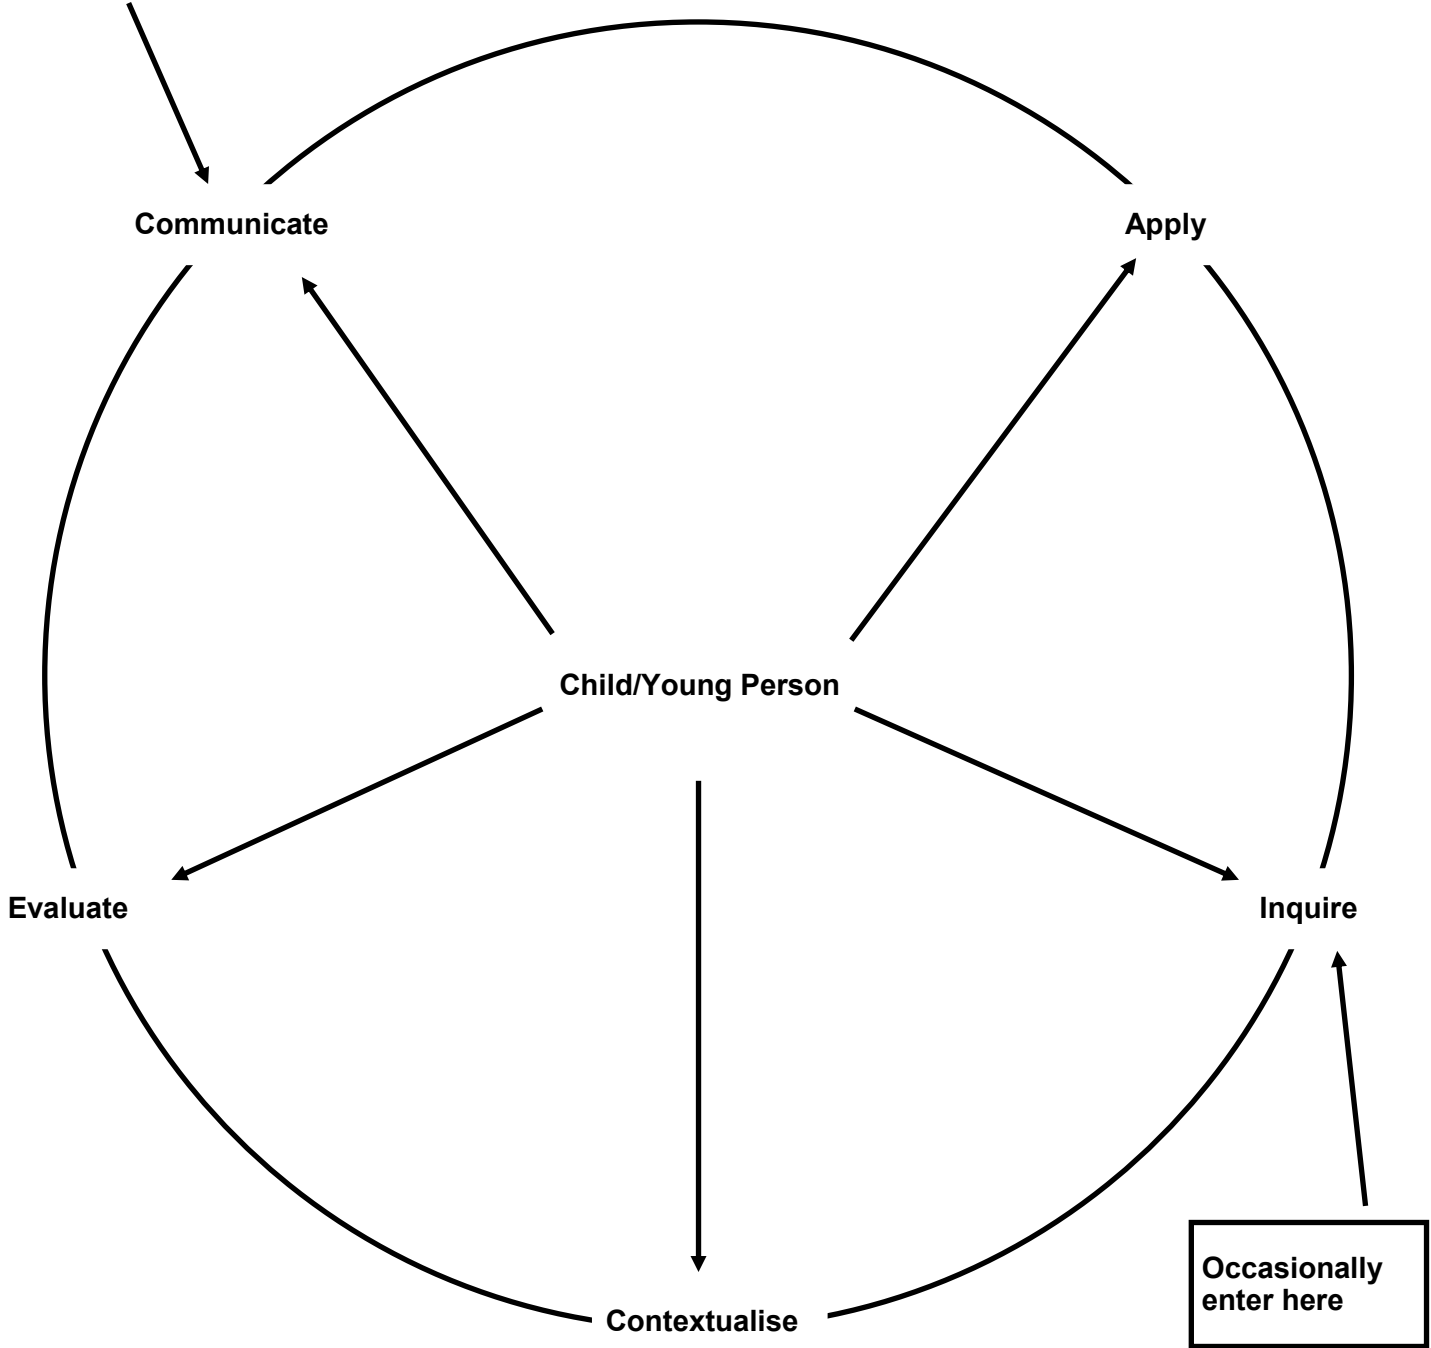 Communicate
Apply
Child/Young Person
Evaluate
Inquire
Occasionally
enter here
Contextualise